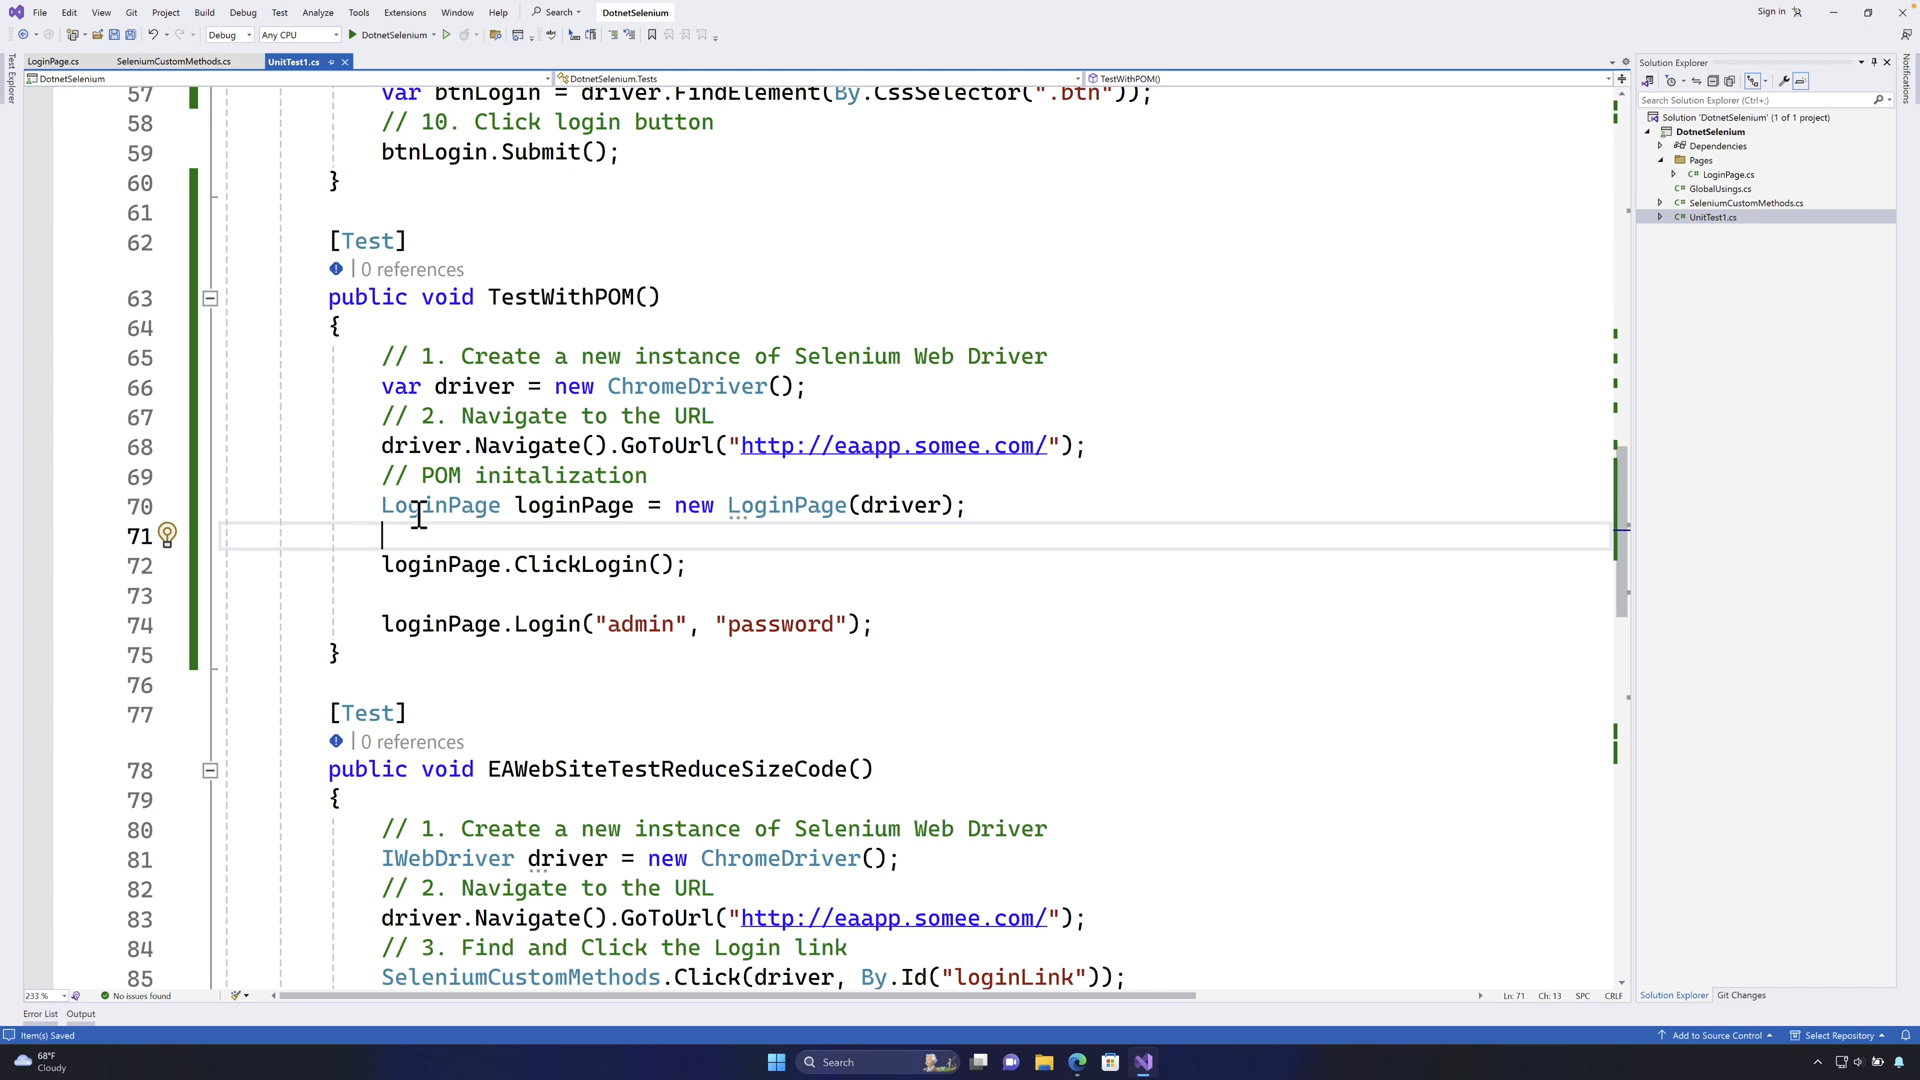 File Edit View Git Project Build Debug Test Analyze Tools Extensions Window Help Search DotnetSelenium Sign in
Debug Any CPU DotnetSelenium
LoginPage.cs SeleniumCustomMethods.cs UnitTest1.cs
DotnetSelenium DotnetSelenium.Tests TestWithPOM()
Test Explorer
57 var btnLogin = driver.FindElement(By.CssSelector(".btn"));
58 // 10. Click login button
59 btnLogin.Submit();
60 }
61
62 [Test]
0 references
63 public void TestWithPOM()
64 {
65 // 1. Create a new instance of Selenium Web Driver
66 var driver = new ChromeDriver();
67 // 2. Navigate to the URL
68 driver.Navigate().GoToUrl("http://eaapp.somee.com/");
69 // POM initalization
70 LoginPage loginPage = new LoginPage(driver);
71
72 loginPage.ClickLogin();
73
74 loginPage.Login("admin", "password");
75 }
76
77 [Test]
0 references
78 public void EAWebSiteTestReduceSizeCode()
79 {
80 // 1. Create a new instance of Selenium Web Driver
81 IWebDriver driver = new ChromeDriver();
82 // 2. Navigate to the URL
83 driver.Navigate().GoToUrl("http://eaapp.somee.com/");
84 // 3. Find and Click the Login link
85 SeleniumCustomMethods.Click(driver, By.Id("loginLink"));
233 % No issues found Ln: 71 Ch: 13 SPC CRLF
Solution Explorer
Search Solution Explorer (Ctrl+;)
Solution 'DotnetSelenium' (1 of 1 project)
DotnetSelenium
Dependencies
Pages
LoginPage.cs
GlobalUsings.cs
SeleniumCustomMethods.cs
UnitTest1.cs
Solution Explorer Git Changes
Notifications
Error List Output
Item(s) Saved Add to Source Control Select Repository
68°F
Cloudy
Search